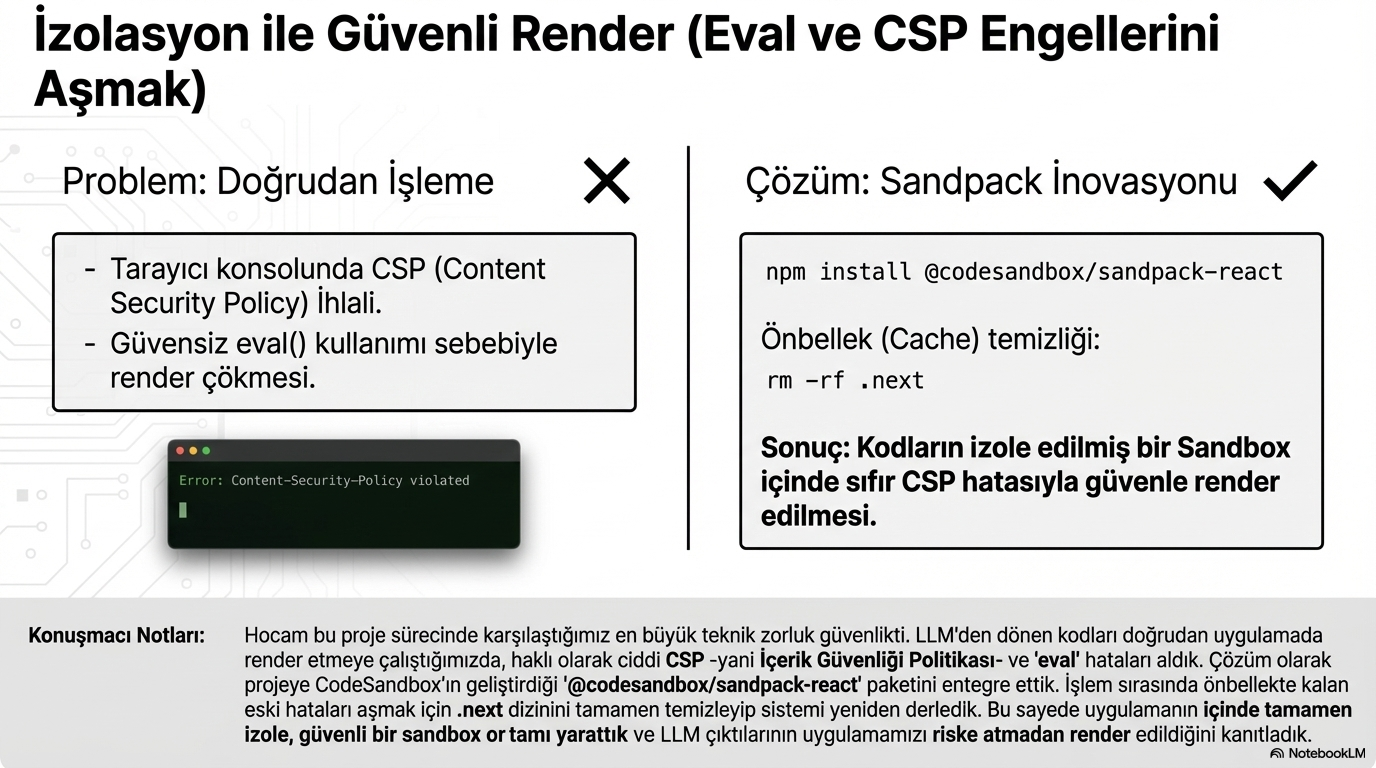 İzolasyon ile Güvenli Render (Eval ve CSP Engellerini
Aşmak)
Problem: Doğrudan İşleme
- Tarayıcı konsolunda CSP (Content
Security Policy) İhlali.
- Güvensiz eval() kullanımı sebebiyle
render çökmesi.
Error: Content-Security-Policy violated
Çözüm: Sandpack İnovasyonu
npm install @codesandbox/sandpack-react
Önbellek (Cache) temizliği:
rm -rf .next
Sonuç: Kodların izole edilmiş bir Sandbox
içinde sıfır CSP hatasıyla güvenle render
edilmesi.
Konuşmacı Notları:
Hocam bu proje sürecinde karşılaştığımız en büyük teknik zorluk güvenlikti. LLM'den dönen kodları doğrudan uygulamada
render etmeye çalıştığımızda, haklı olarak ciddi CSP -yani İçerik Güvenliği Politikası- ve 'eval' hataları aldık. Çözüm olarak
projeye CodeSandbox'ın geliştirdiği '@codesandbox/sandpack-react' paketini entegre ettik. İşlem sırasında önbellekte kalan
eski hataları aşmak için .next dizinini tamamen temizleyip sistemi yeniden derledik. Bu sayede uygulamanın içinde tamamen
izole, güvenli bir sandbox or tamı yarattık ve LLM çıktılarının uygulamamızı riske atmadan render edildiğini kanıtladık.
NotebookLM